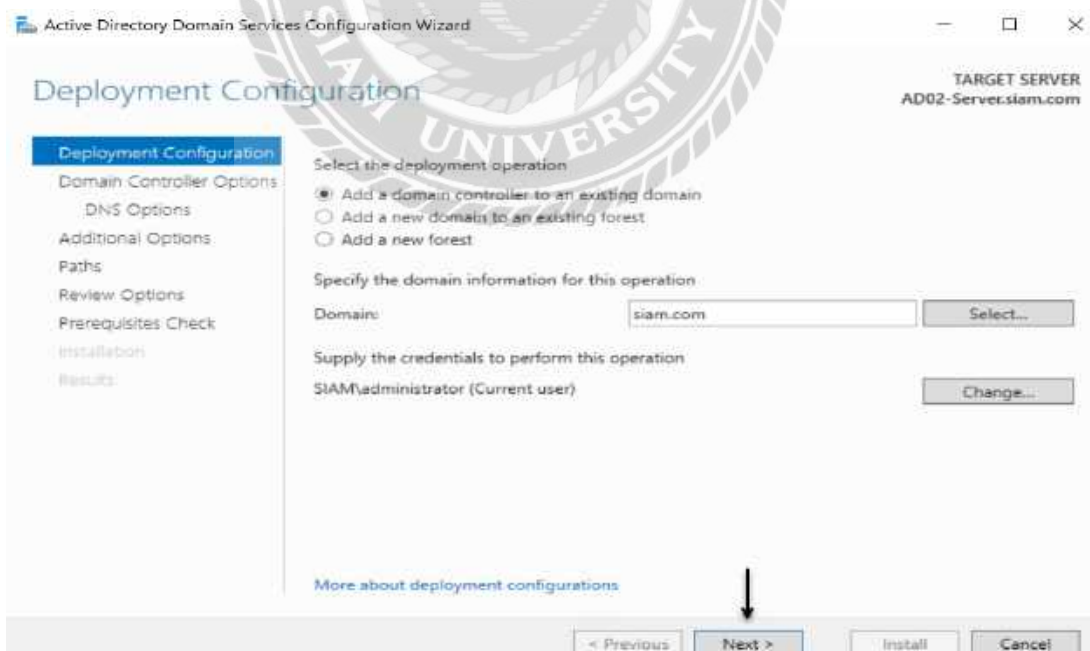 Active Directory Domain Services Configuration Wizard
Deployment Configuration
TARGET SERVER
AD02-Server.siam.com
Deployment Configuration
Domain Controller Options
DNS Options
Additional Options
Paths
Review Options
Prerequisites Check
Installation
Results
Select the deployment operation
Add a domain controller to an existing domain
Add a new domain to an existing forest
Add a new forest
Specify the domain information for this operation
Domain:
siam.com
Select...
Supply the credentials to perform this operation
SIAM\administrator (Current user)
Change...
More about deployment configurations
< Previous
Next >
Install
Cancel
SIAM UNIVERSITY